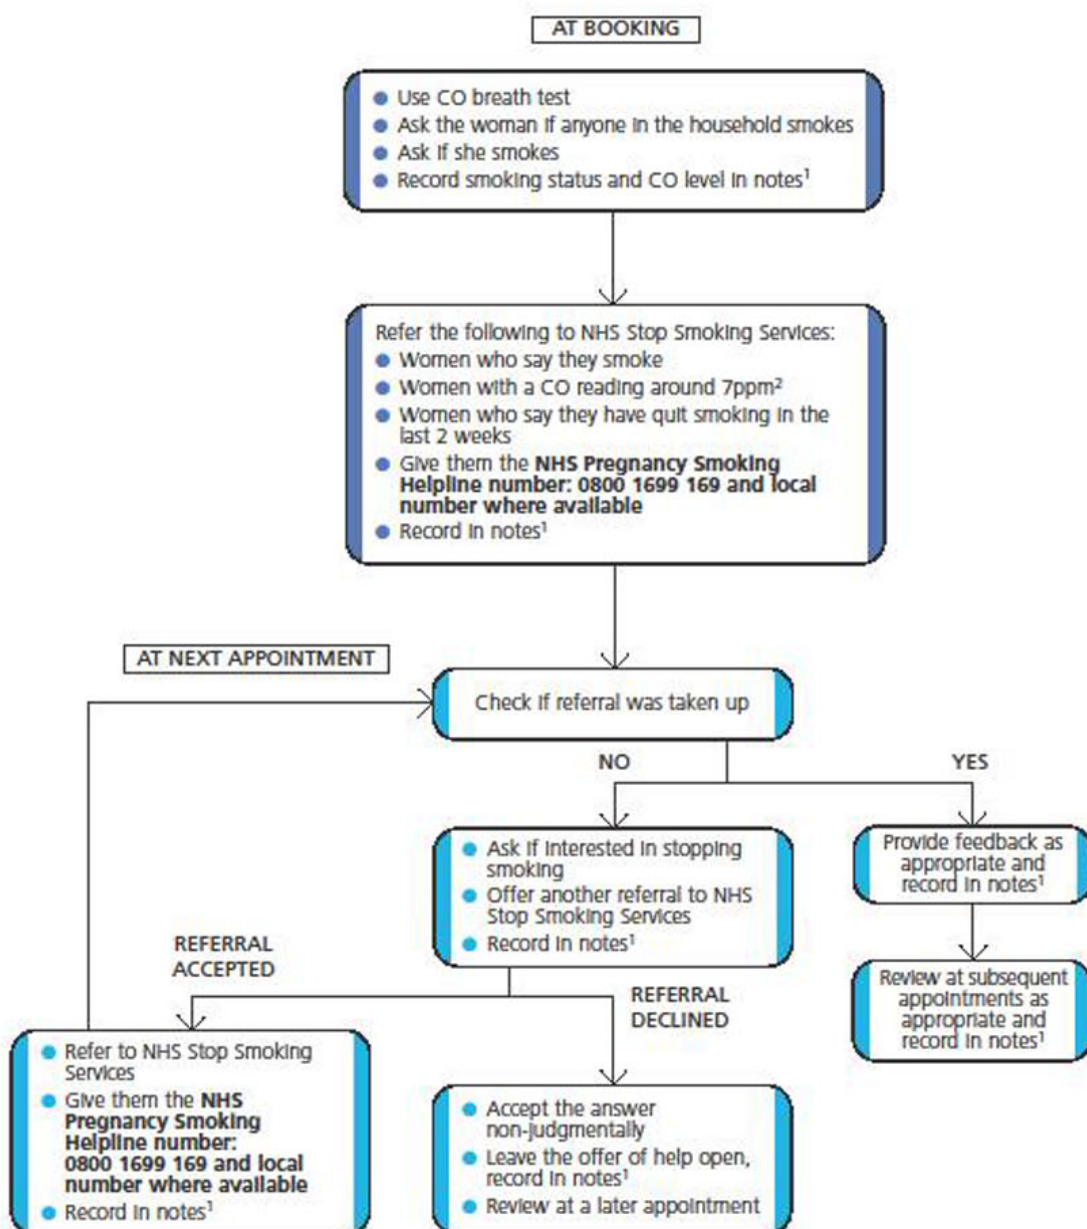 AT BOOKING
Use CO breath test
Ask the woman if anyone in the household smokes
Ask if she smokes
Record smoking status and CO level in notes¹
Refer the following to NHS Stop Smoking Services:
Women who say they smoke
Women with a CO reading around 7ppm²
Women who say they have quit smoking in the
last 2 weeks
Give them the NHS Pregnancy Smoking
Helpline number: 0800 1699 169 and local
number where available
Record in notes¹
AT NEXT APPOINTMENT
Check if referral was taken up
NO
YES
Ask if interested in stopping
smoking
Offer another referral to NHS
Stop Smoking Services
Record in notes¹
Provide feedback as
appropriate and
record in notes¹
Review at subsequent
appointments as
appropriate and
record in notes¹
REFERRAL
ACCEPTED
REFERRAL
DECLINED
Refer to NHS Stop Smoking
Services
Give them the NHS
Pregnancy Smoking
Helpline number:
0800 1699 169 and local
number where available
Record in notes¹
Accept the answer
non-judgmentally
Leave the offer of help open,
record in notes¹
Review at a later appointment